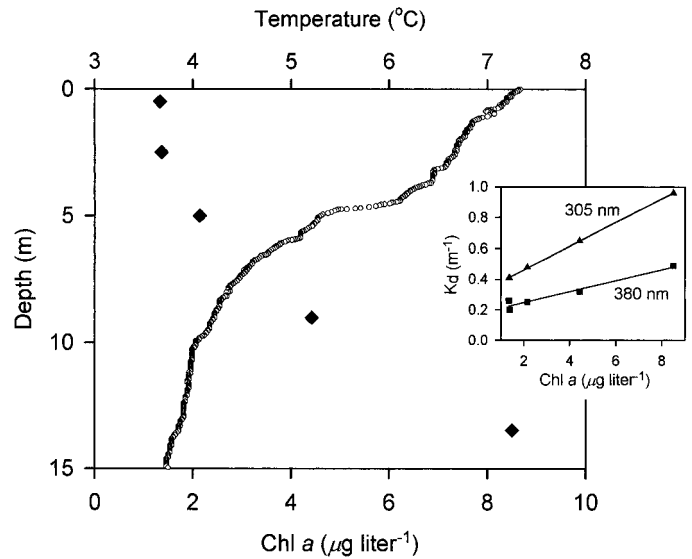 Temperature (°C)
3 4 5 6 7 8
0
5
10
15
Depth (m)
0 2 4 6 8 10
Chl a (μg liter⁻¹)
1.0
0.8
0.6
0.4
0.2
0.0
Kd (m⁻¹)
305 nm
380 nm
2 4 6 8
Chl a (μg liter⁻¹)